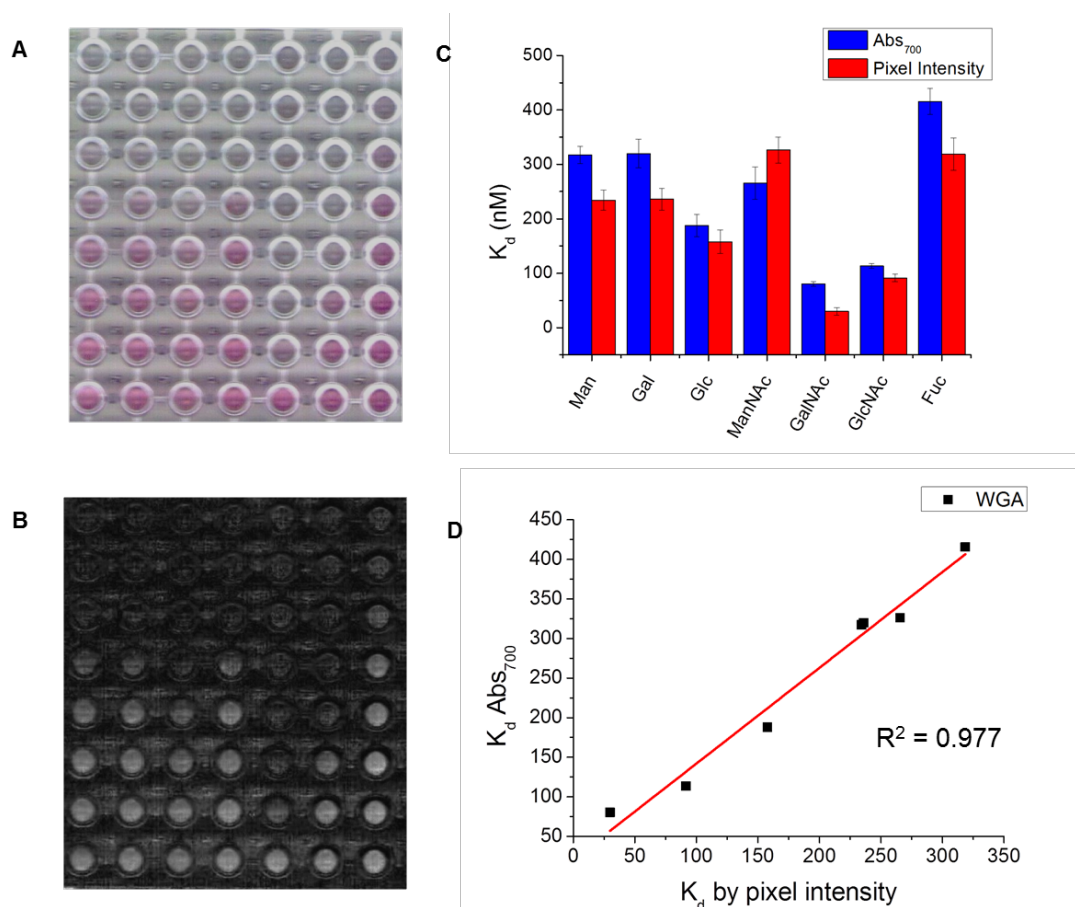 A
C
Abs700
Pixel Intensity
500
400
300
200
100
0
Kd (nM)
Man
Gal
Glc
ManNAc
GalNAc
GlcNAc
Fuc
B
D
WGA
450
400
350
300
250
200
150
100
50
Kd Abs700
R2 = 0.977
0
50
100
150
200
250
300
350
Kd by pixel intensity